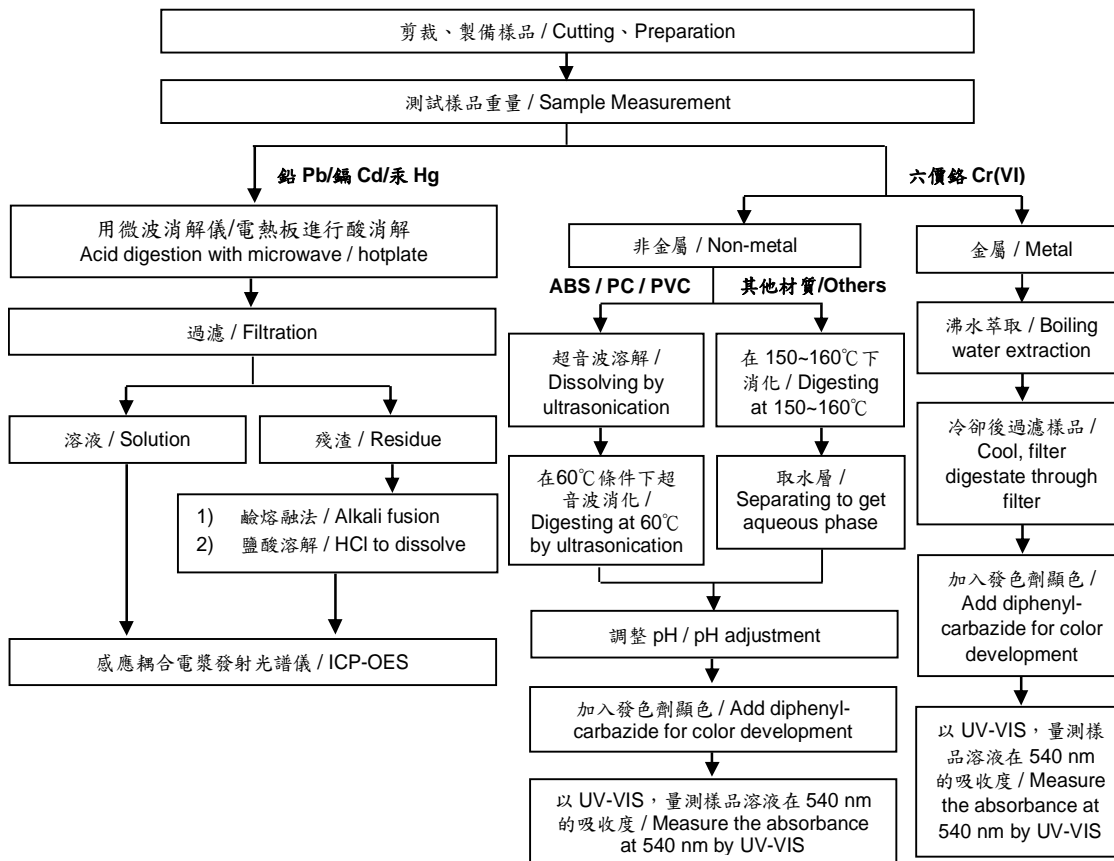 剪裁、製備樣品 / Cutting、Preparation
測試樣品重量 / Sample Measurement
鉛 Pb/鎘 Cd/汞 Hg
六價鉻 Cr(VI)
用微波消解儀/電熱板進行酸消解
Acid digestion with microwave / hotplate
過濾 / Filtration
溶液 / Solution
殘渣 / Residue
1) 鹼熔融法 / Alkali fusion
2) 鹽酸溶解 / HCl to dissolve
感應耦合電漿發射光譜儀 / ICP-OES
非金屬 / Non-metal
ABS / PC / PVC
其他材質/Others
超音波溶解 /
Dissolving by
ultrasonication
在60℃條件下超
音波消化 /
Digesting at 60℃
by ultrasonication
在 150~160℃下
消化 / Digesting
at 150~160℃
取水層 /
Separating to get
aqueous phase
調整 pH / pH adjustment
加入發色劑顯色 / Add diphenyl-
carbazide for color development
以 UV-VIS，量測樣品溶液在 540 nm
的吸收度 / Measure the absorbance
at 540 nm by UV-VIS
金屬 / Metal
沸水萃取 / Boiling
water extraction
冷卻後過濾樣品 /
Cool, filter
digestate through
filter
加入發色劑顯色 /
Add diphenyl-
carbazide for color
development
以 UV-VIS，量測樣
品溶液在 540 nm
的吸收度 / Measure
the absorbance at
540 nm by UV-VIS